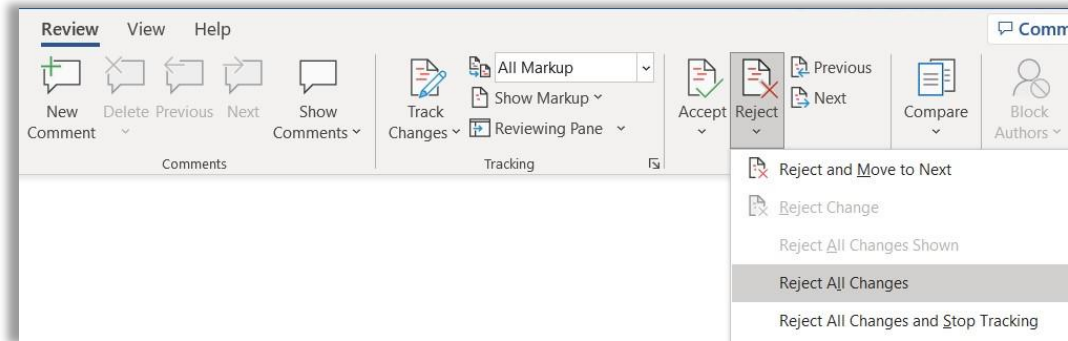 Review View Help
Comm
New Comment
Delete
Previous
Next
Show Comments
Comments
Track Changes
All Markup
Show Markup
Reviewing Pane
Tracking
Accept
Reject
Previous
Next
Compare
Block Authors
Reject and Move to Next
Reject Change
Reject All Changes Shown
Reject All Changes
Reject All Changes and Stop Tracking